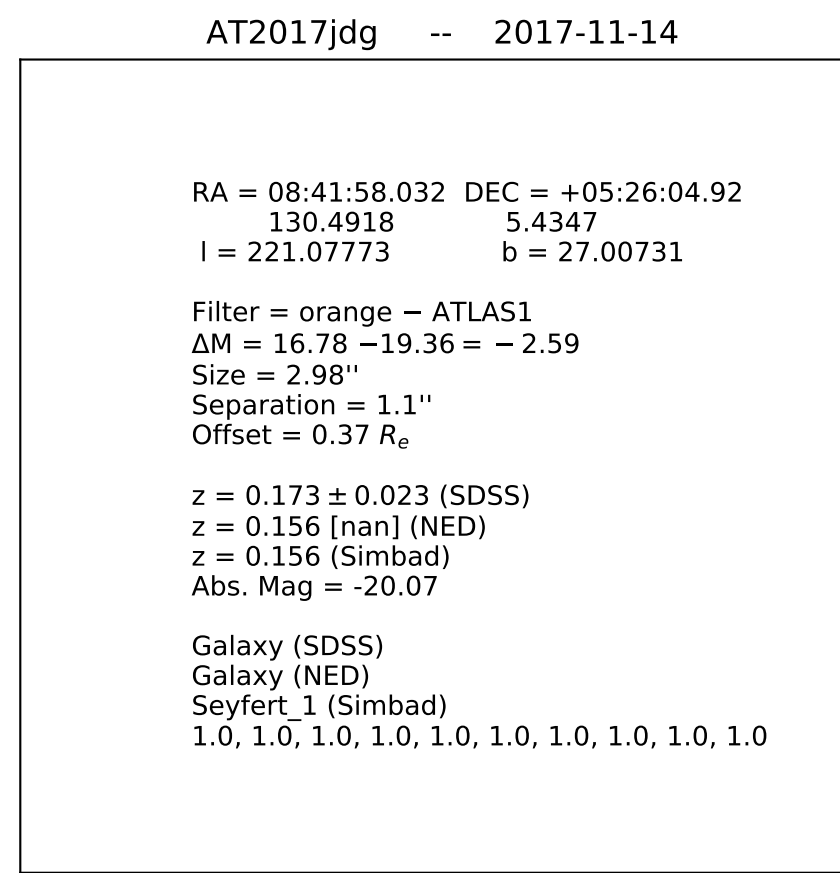 AT2017jdg -- 2017-11-14
RA = 08:41:58.032 DEC = +05:26:04.92
130.4918 5.4347
l = 221.07773 b = 27.00731
Filter = orange − ATLAS1
ΔM = 16.78 −19.36 = − 2.59
Size = 2.98''
Separation = 1.1''
Offset = 0.37 Rₑ
z = 0.173 ± 0.023 (SDSS)
z = 0.156 [nan] (NED)
z = 0.156 (Simbad)
Abs. Mag = -20.07
Galaxy (SDSS)
Galaxy (NED)
Seyfert_1 (Simbad)
1.0, 1.0, 1.0, 1.0, 1.0, 1.0, 1.0, 1.0, 1.0, 1.0